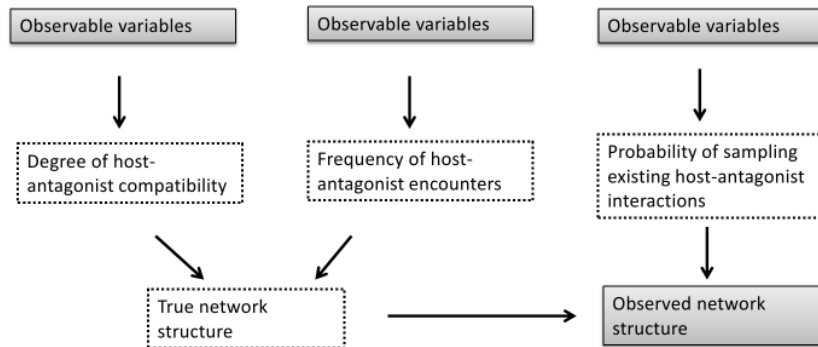 Observable variables
Observable variables
Observable variables
Degree of host-
antagonist compatibility
Frequency of host-
antagonist encounters
Probability of sampling
existing host-antagonist
interactions
True network
structure
Observed network
structure